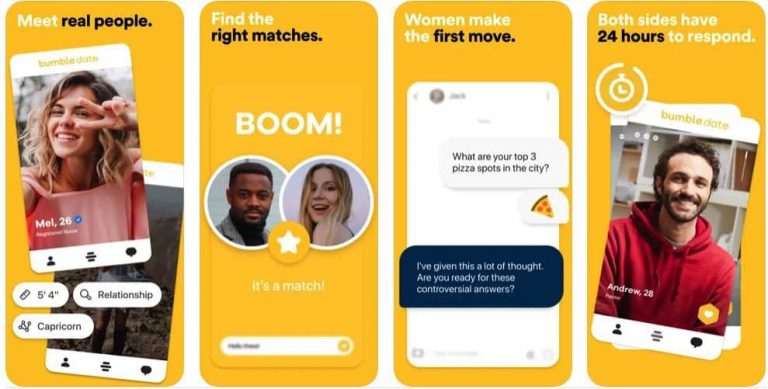 Meet real people.
bumble date
date
Mel, 26
Registered Nurse
5' 4"
Relationship
Capricorn
Find the
right matches.
BOOM!
it's a match!
Women make
the first move.
Jack
What are your top 3
pizza spots in the city?
I've given this a lot of thought.
Are you ready for these
controversial answers?
Both sides have
24 hours to respond.
bumble date
Andrew, 28